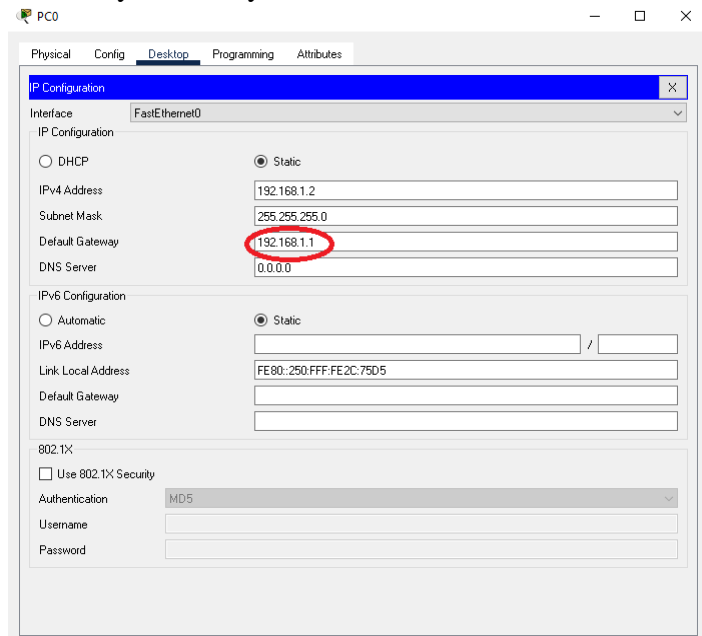 PC0
Physical Config Desktop Programming Attributes
IP Configuration X
Interface FastEthernet0
IP Configuration
DHCP Static
IPv4 Address 192.168.1.2
Subnet Mask 255.255.255.0
Default Gateway 192.168.1.1
DNS Server 0.0.0.0
IPv6 Configuration
Automatic Static
IPv6 Address /
Link Local Address FE80::250:FFF:FE2C:75D5
Default Gateway
DNS Server
802.1X
Use 802.1X Security
Authentication MD5
Username
Password